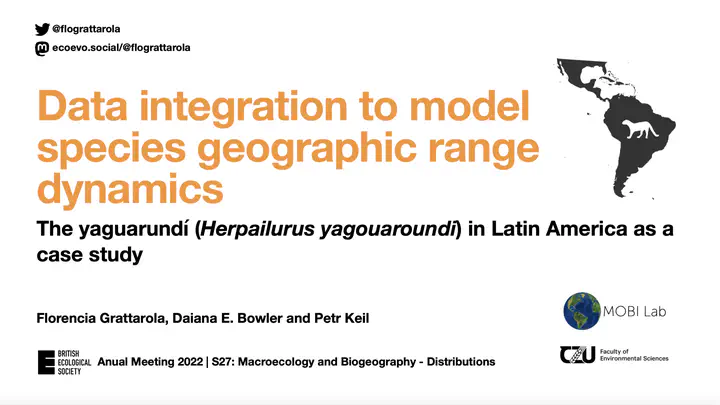 @flograttarola
ecoevo.social/@flograttarola
Data integration to model
species geographic range
dynamics
The yaguarundí (Herpailurus yagouaroundi) in Latin America as a
case study
Florencia Grattarola, Daiana E. Bowler and Petr Keil
MOBI Lab
BRITISH
ECOLOGICAL
SOCIETY
Anual Meeting 2022 | S27: Macroecology and Biogeography - Distributions
CZU
Faculty of
Environmental Sciences